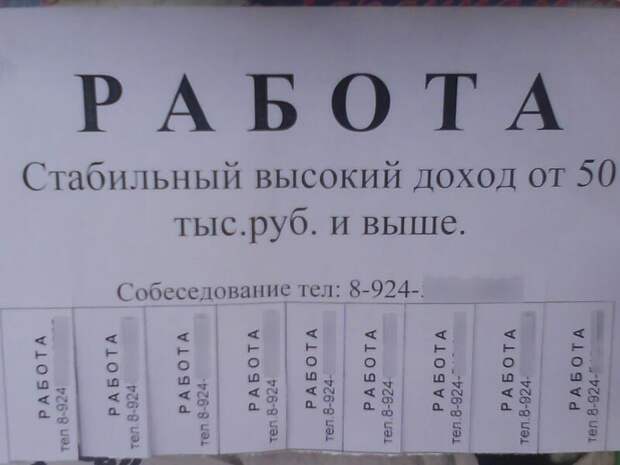 РАБОТА
Стабильный высокий доход от 50
тыс.руб. и выше.
Собеседование тел: 8-924-
РАБОТА
тел.8-924
РАБОТА
тел.8-924-
РАБОТА
тел.8-924-
РАБОТА
тел.8-924-
РАБОТА
тел.8-924-
РАБОТА
тел.8-924-
РАБОТА
тел.8-924-
РАБОТА
тел.8-924-
РАБОТА
тел.8-924-